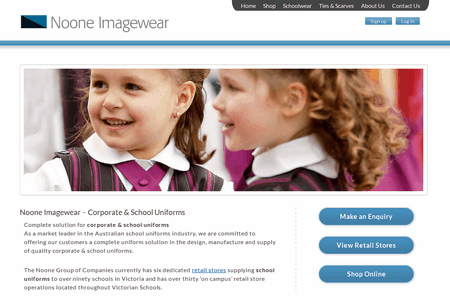 Home Shop Schoolwear Ties & Scarves About Us Contact Us
Noone Imagewear
Sign up Log In
Noone Imagewear – Corporate & School Uniforms
Complete solution for corporate & school uniforms
As a market leader in the Australian school uniforms industry, we are committed to
offering our customers a complete uniform solution in the design, manufacture and supply
of quality corporate & school uniforms.
The Noone Group of Companies currently has six dedicated retail stores supplying school
uniforms to over ninety schools in Victoria and has over thirty 'on campus' retail store
operations located throughout Victorian Schools.
Make an Enquiry
View Retail Stores
Shop Online